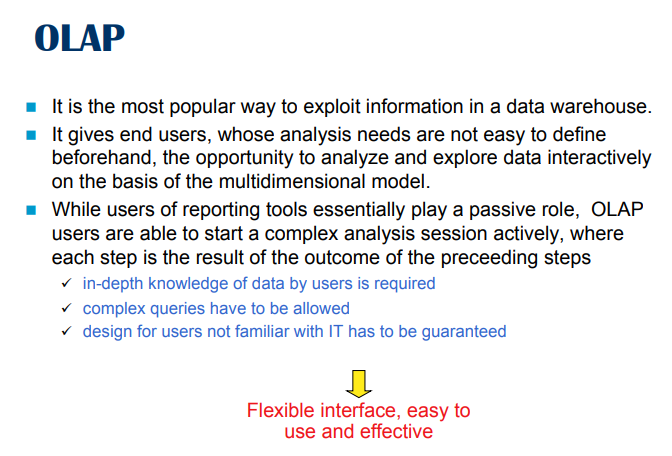 OLAP
It is the most popular way to exploit information in a data warehouse.
It gives end users, whose analysis needs are not easy to define
beforehand, the opportunity to analyze and explore data interactively
on the basis of the multidimensional model.
While users of reporting tools essentially play a passive role, OLAP
users are able to start a complex analysis session actively, where
each step is the result of the outcome of the preceeding steps
in-depth knowledge of data by users is required
complex queries have to be allowed
design for users not familiar with IT has to be guaranteed
Flexible interface, easy to
use and effective